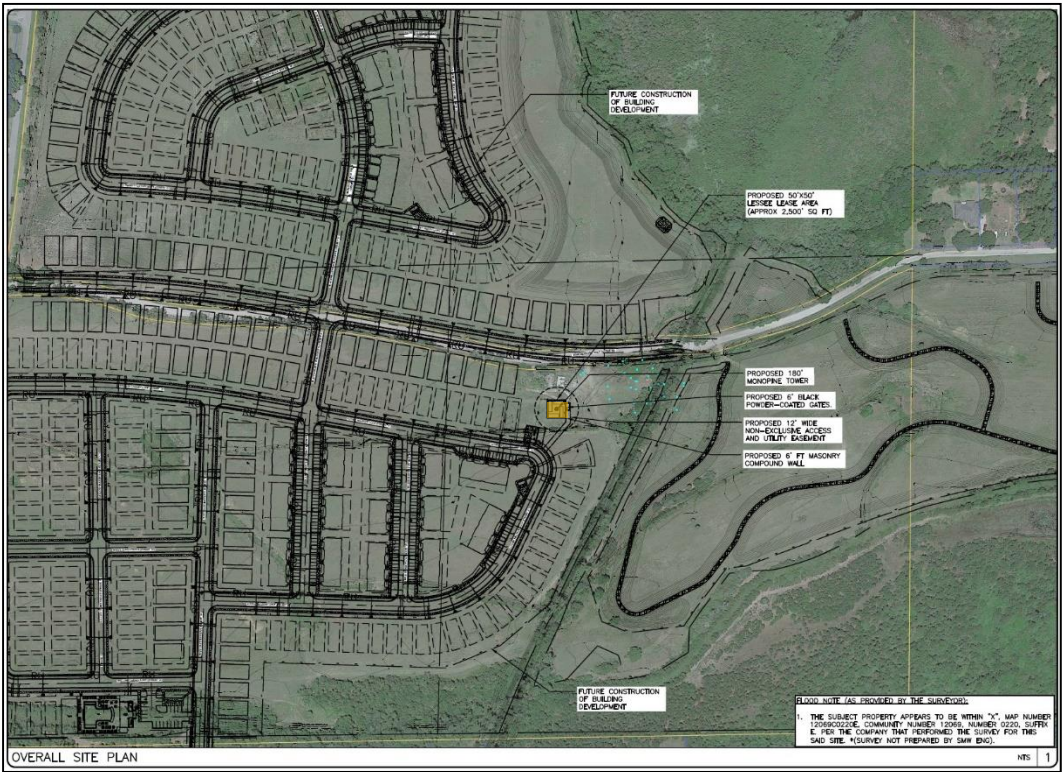 FUTURE CONSTRUCTION
OF BUILDING
DEVELOPMENT
PROPOSED 50'X50'
LESSEE LEASE AREA
(APPROX 2,500' SQ FT)
PROPOSED 180'
MONOPINE TOWER
PROPOSED 6' BLACK
POWDER-COATED GATES.
PROPOSED 12' WIDE
NON-EXCLUSIVE ACCESS
AND UTILITY EASEMENT
PROPOSED 6' FT MASONRY
COMPOUND WALL
FUTURE CONSTRUCTION
OF BUILDING
DEVELOPMENT
FLOOD NOTE (AS PROVIDED BY THE SURVEYOR):
1. THE SUBJECT PROPERTY APPEARS TO BE WITHIN "X", MAP NUMBER
12069C0220E, COMMUNITY NUMBER 12069, NUMBER 0220, SUFFIX
E. PER THE COMPANY THAT PERFORMED THE SURVEY FOR THIS
SAID SITE. *(SURVEY NOT PREPARED BY SMW ENG).
OVERALL SITE PLAN
NTS 1